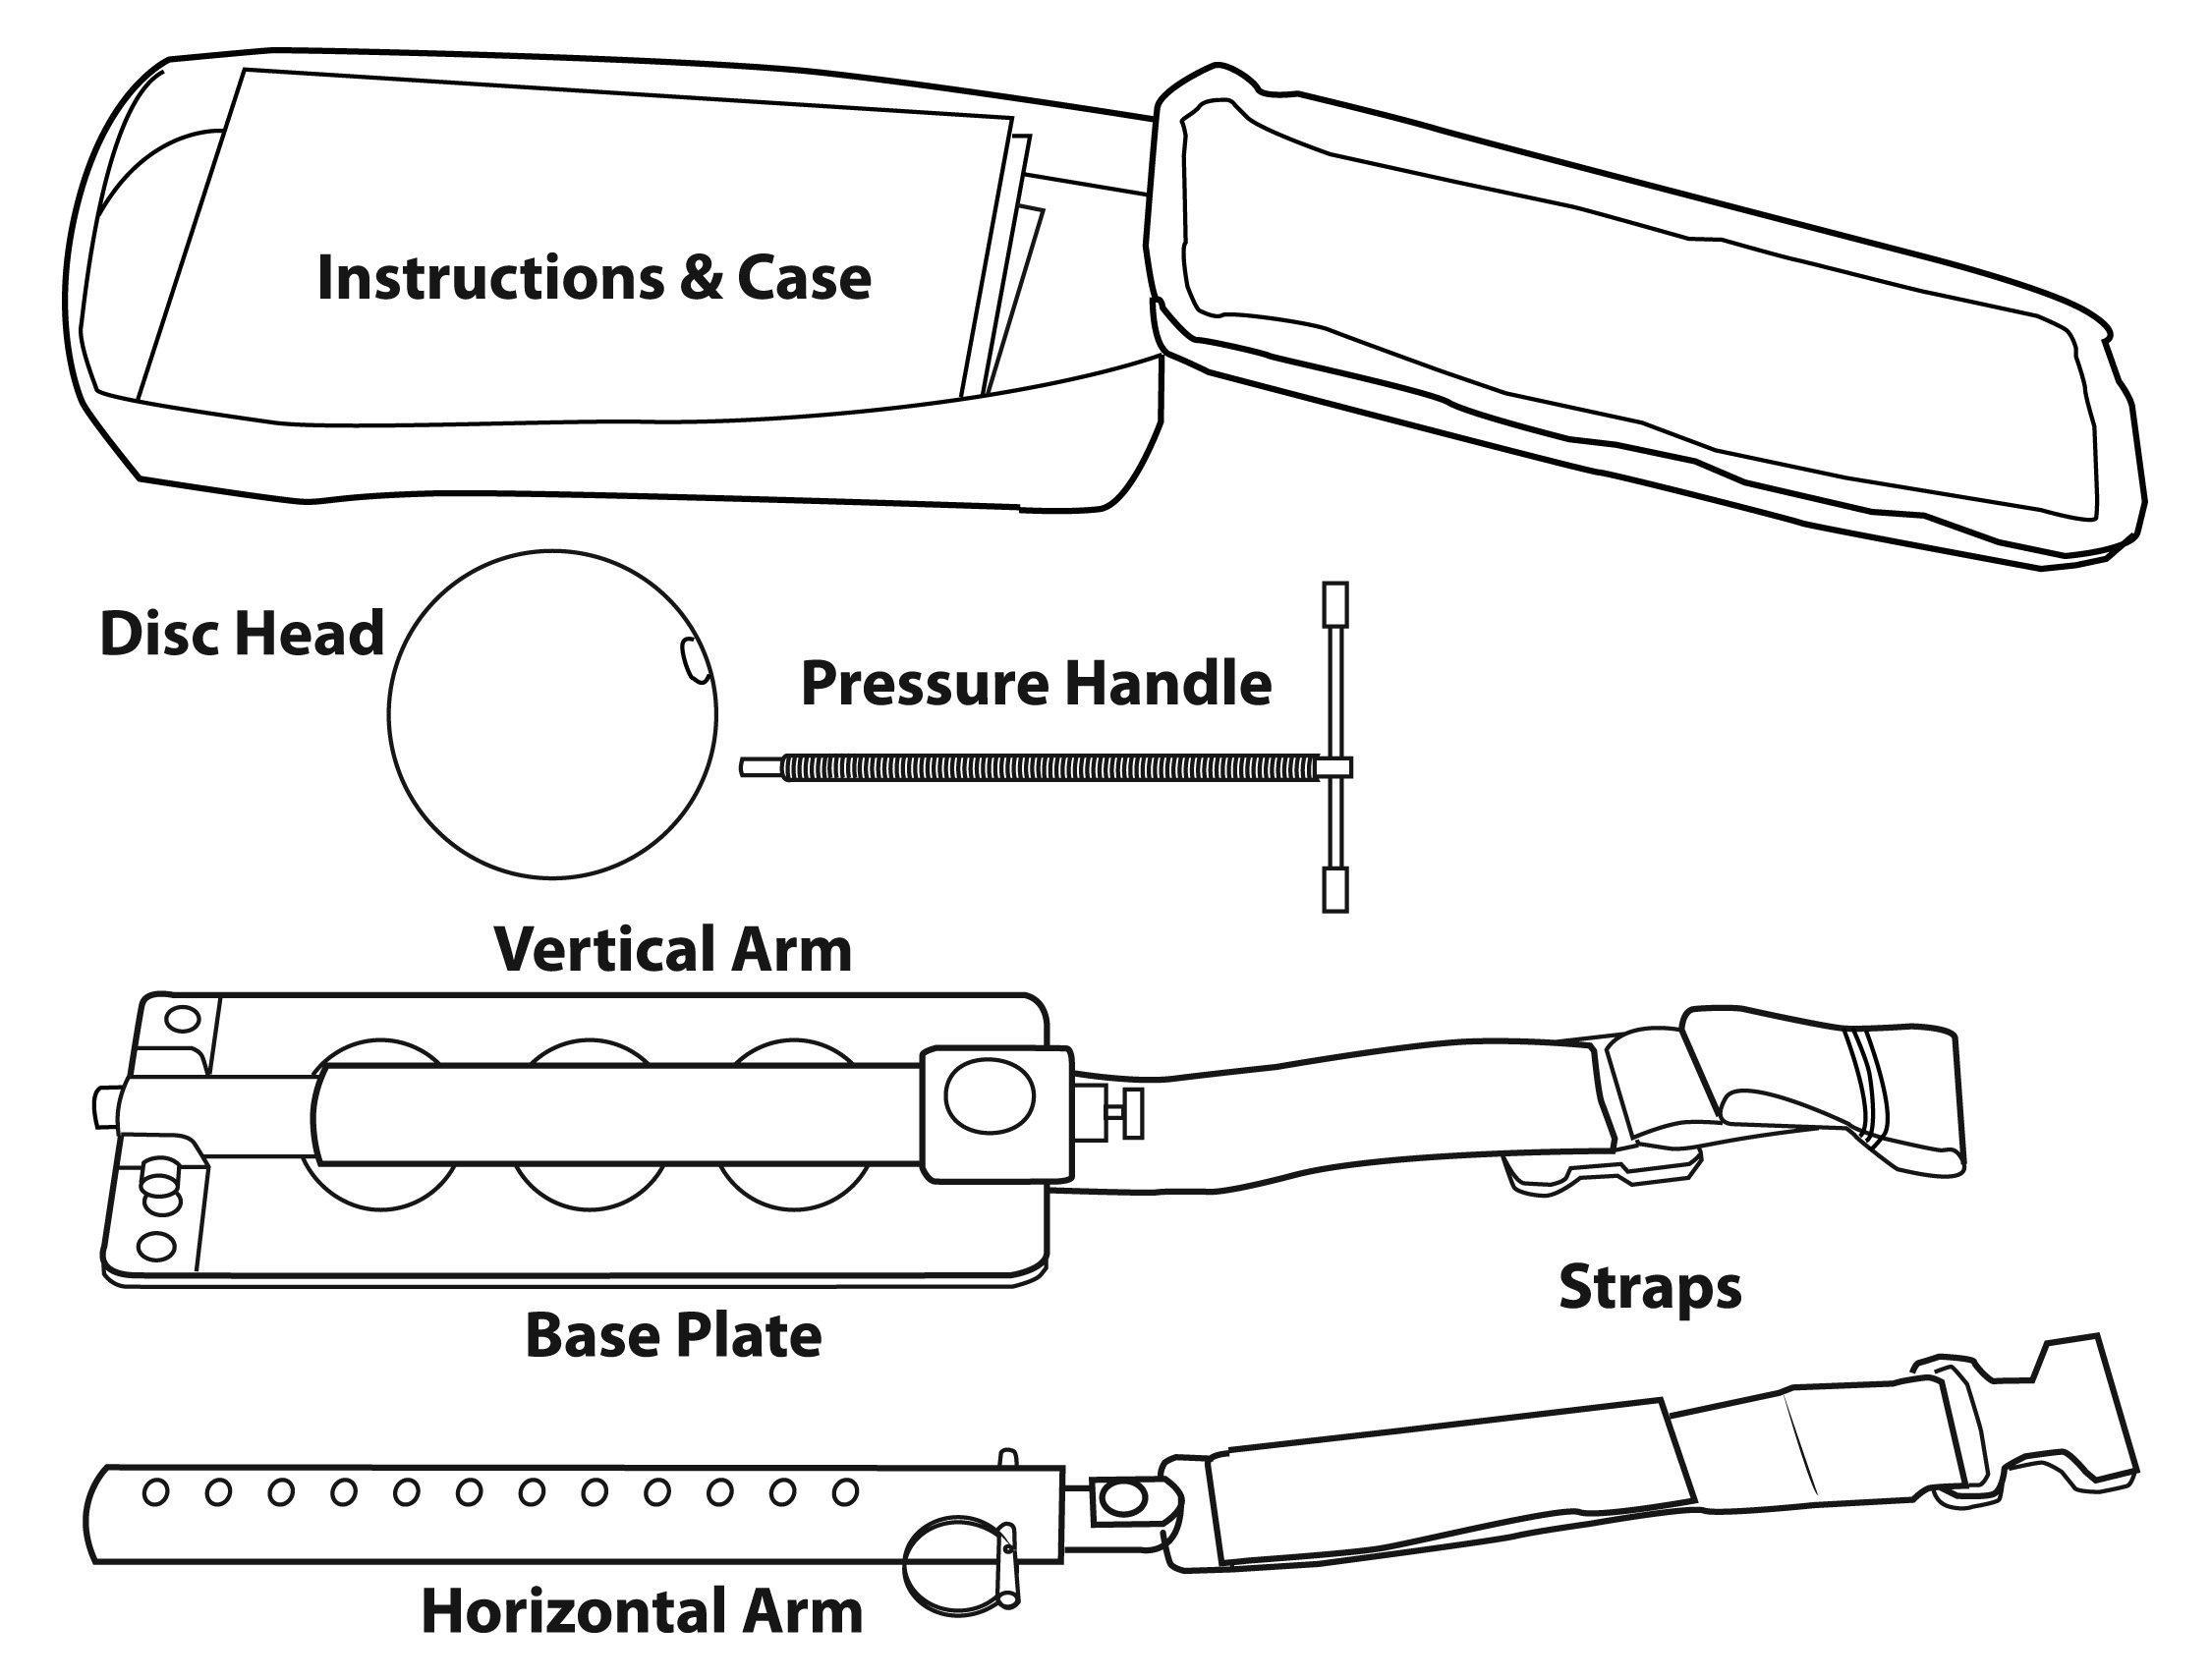 Instructions & Case
Disc Head
Pressure Handle
Vertical Arm
Straps
Base Plate
Horizontal Arm